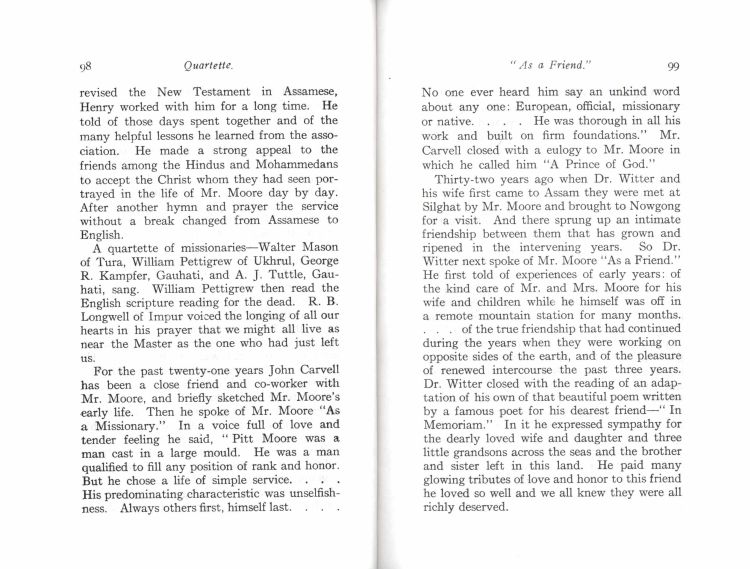 98 Quartette.
revised the New Testament in Assamese,
Henry worked with him for a long time. He
told of those days spent together and of the
many helpful lessons he learned from the asso-
ciation. He made a strong appeal to the
friends among the Hindus and Mohammedans
to accept the Christ whom they had seen por-
trayed in the life of Mr. Moore day by day.
After another hymn and prayer the service
without a break changed from Assamese to
English.
A quartette of missionaries—Walter Mason
of Tura, William Pettigrew of Ukhrul, George
R. Kampfer, Gauhati, and A. J. Tuttle, Gau-
hati, sang. William Pettigrew then read the
English scripture reading for the dead. R. B.
Longwell of Impur voiced the longing of all our
hearts in his prayer that we might all live as
near the Master as the one who had just left
us.
For the past twenty-one years John Carvell
has been a close friend and co-worker with
Mr. Moore, and briefly sketched Mr. Moore's
early life. Then he spoke of Mr. Moore "As
a Missionary." In a voice full of love and
tender feeling he said, " Pitt Moore was a
man cast in a large mould. He was a man
qualified to fill any position of rank and honor.
But he chose a life of simple service. . . .
His predominating characteristic was unselfish-
ness. Always others first, himself last. . . .
"As a Friend." 99
No one ever heard him say an unkind word
about any one: European, official, missionary
or native. . . . He was thorough in all his
work and built on firm foundations." Mr.
Carvell closed with a eulogy to Mr. Moore in
which he called him "A Prince of God."
Thirty-two years ago when Dr. Witter and
his wife first came to Assam they were met at
Silghat by Mr. Moore and brought to Nowgong
for a visit. And there sprung up an intimate
friendship between them that has grown and
ripened in the intervening years. So Dr.
Witter next spoke of Mr. Moore "As a Friend."
He first told of experiences of early years: of
the kind care of Mr. and Mrs. Moore for his
wife and children while he himself was off in
a remote mountain station for many months.
. . . of the true friendship that had continued
during the years when they were working on
opposite sides of the earth, and of the pleasure
of renewed intercourse the past three years.
Dr. Witter closed with the reading of an adap-
tation of his own of that beautiful poem written
by a famous poet for his dearest friend—" In
Memoriam." In it he expressed sympathy for
the dearly loved wife and daughter and three
little grandsons across the seas and the brother
and sister left in this land. He paid many
glowing tributes of love and honor to this friend
he loved so well and we all knew they were all
richly deserved.